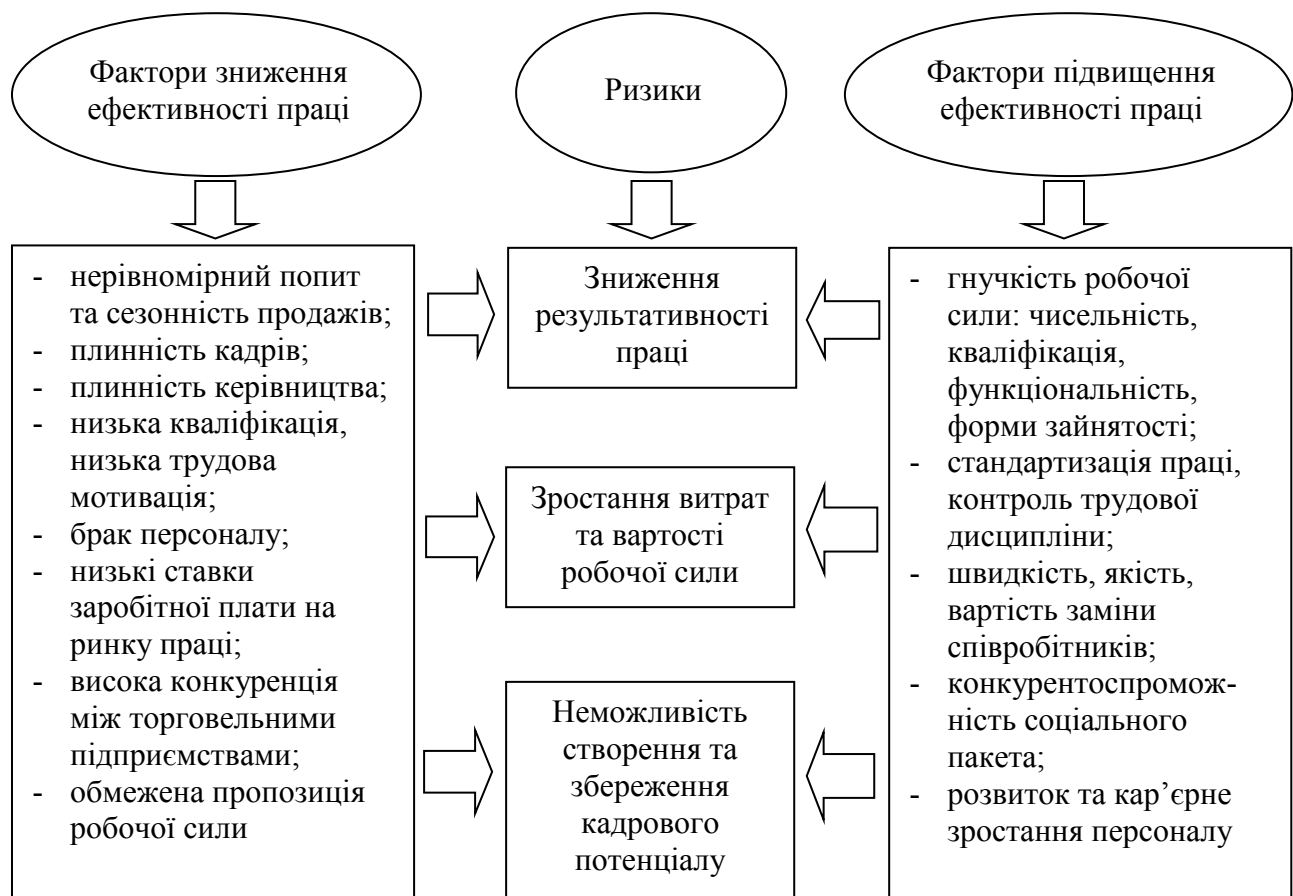 Фактори зниження
ефективності праці
Ризики
Фактори підвищення
ефективності праці
- нерівномірний попит
та сезонність продажів;
- плинність кадрів;
- плинність керівництва;
- низька кваліфікація,
низька трудова
мотивація;
- брак персоналу;
- низькі ставки
заробітної плати на
ринку праці;
- висока конкуренція
між торговельними
підприємствами;
- обмежена пропозиція
робочої сили
Зниження
результативності
праці
Зростання витрат
та вартості
робочої сили
Неможливість
створення та
збереження
кадрового
потенціалу
- гнучкість робочої
сили: чисельність,
кваліфікація,
функціональність,
форми зайнятості;
- стандартизація праці,
контроль трудової
дисципліни;
- швидкість, якість,
вартість заміни
співробітників;
- конкурентоспромож-
ність соціального
пакета;
- розвиток та кар’єрне
зростання персоналу